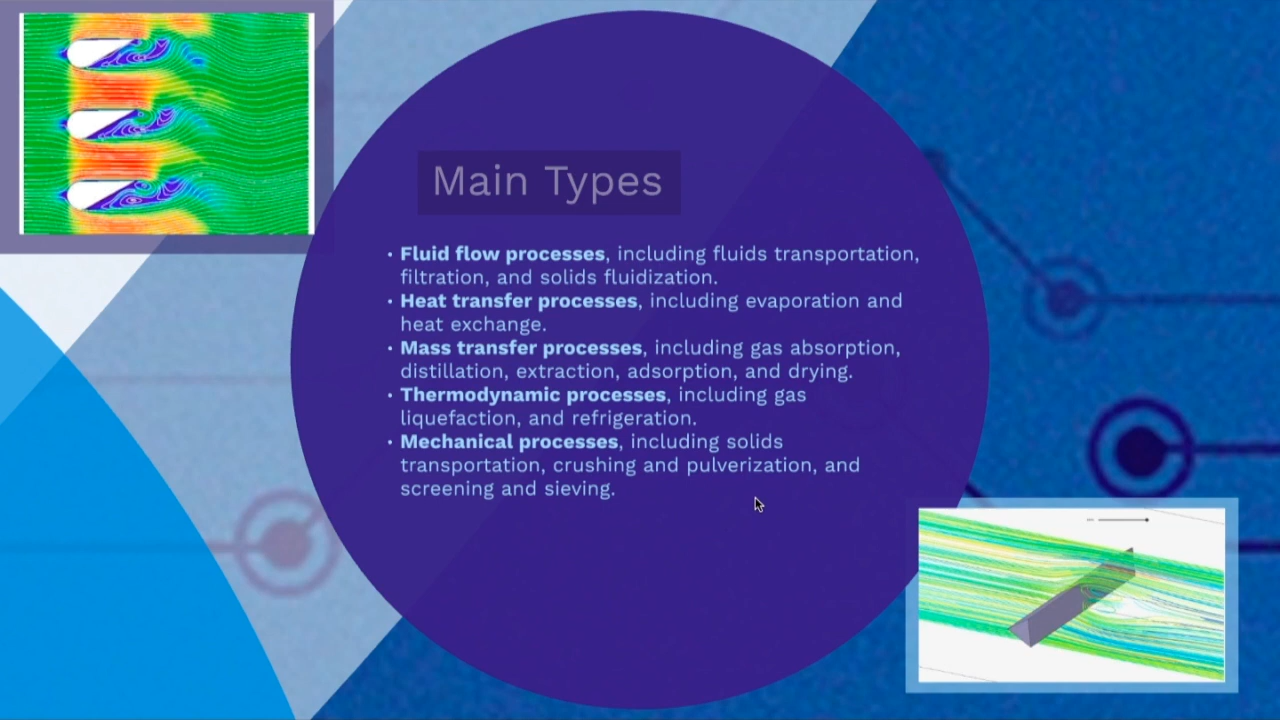 Main Types
• Fluid flow processes, including fluids transportation,
filtration, and solids fluidization.
• Heat transfer processes, including evaporation and
heat exchange.
• Mass transfer processes, including gas absorption,
distillation, extraction, adsorption, and drying.
• Thermodynamic processes, including gas
liquefaction, and refrigeration.
• Mechanical processes, including solids
transportation, crushing and pulverization, and
screening and sieving.